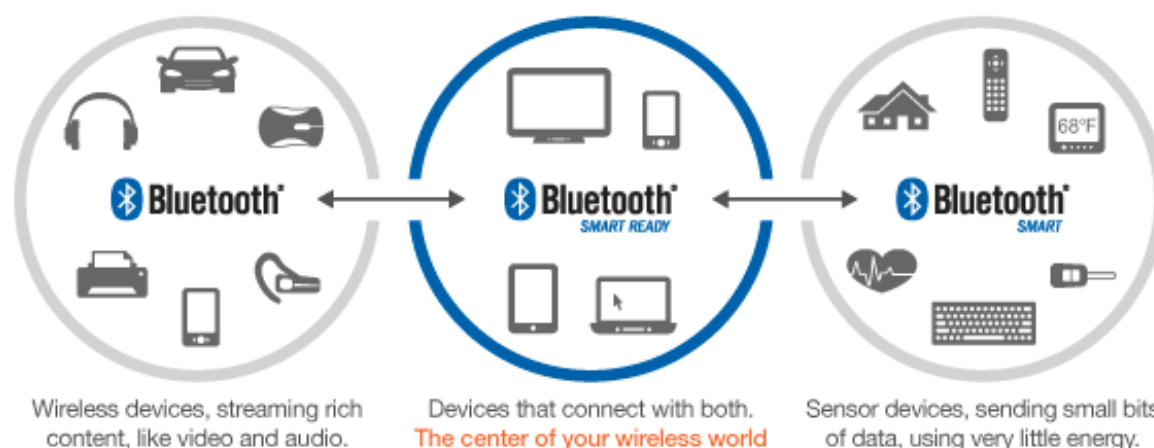 Bluetooth
Bluetooth
SMART READY
68°F
Bluetooth
SMART
Wireless devices, streaming rich
content, like video and audio.
Devices that connect with both.
The center of your wireless world
Sensor devices, sending small bits
of data, using very little energy.